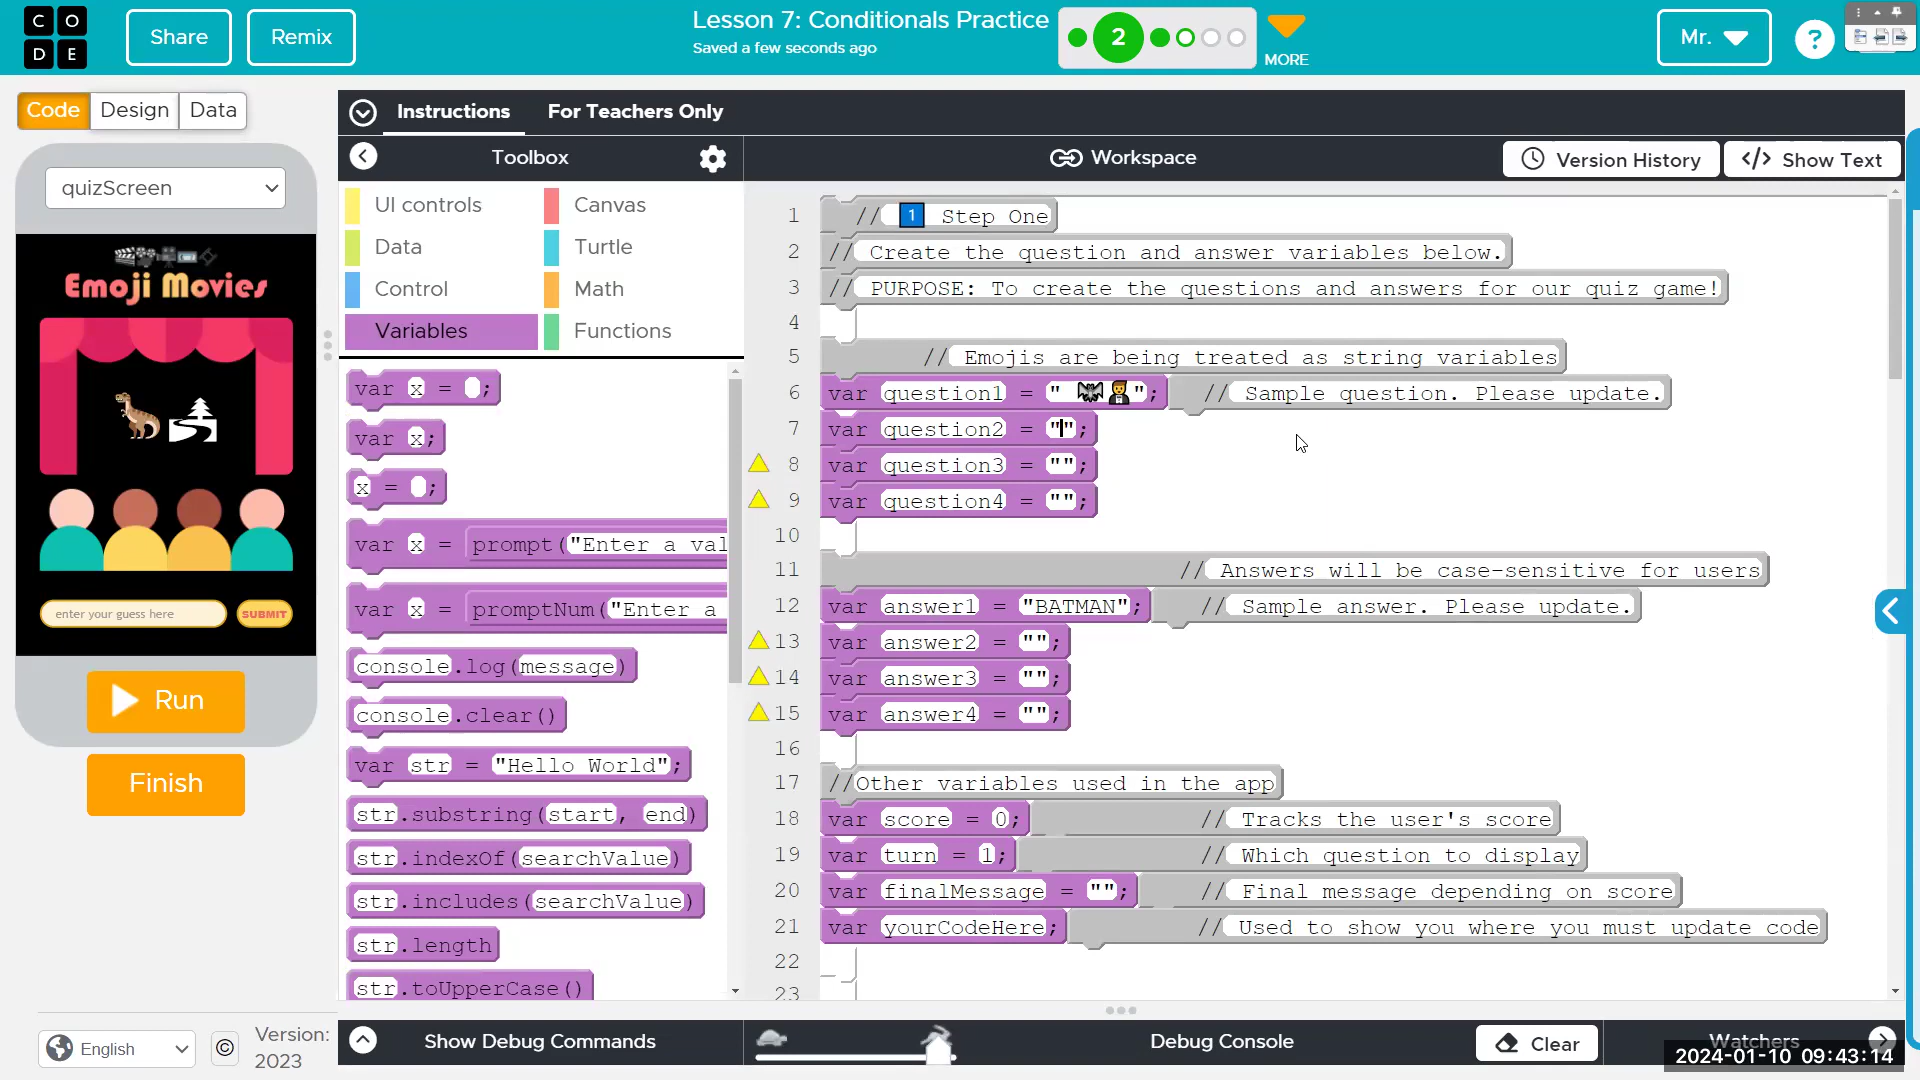 C O D E
Share
Remix
Lesson 7: Conditionals Practice
Saved a few seconds ago
2
MORE
Mr.
?
Code
Design
Data
Instructions
For Teachers Only
Toolbox
Workspace
Version History
</> Show Text
quizScreen
Emoji Movies
enter your guess here
SUBMIT
Run
Finish
UI controls
Canvas
Data
Turtle
Control
Math
Variables
Functions
var x = ;
var x;
x = ;
var x = prompt("Enter a val
var x = promptNum("Enter a
console.log(message)
console.clear()
var str = "Hello World";
str.substring(start, end)
str.indexOf(searchValue)
str.includes(searchValue)
str.length
str.toUpperCase()
1 // 1 Step One
2 // Create the question and answer variables below.
3 // PURPOSE: To create the questions and answers for our quiz game!
4
5 // Emojis are being treated as string variables
6 var question1 = " 🦇🤵"; // Sample question. Please update.
7 var question2 = "";
8 var question3 = "";
9 var question4 = "";
10
11 // Answers will be case-sensitive for users
12 var answer1 = "BATMAN"; // Sample answer. Please update.
13 var answer2 = "";
14 var answer3 = "";
15 var answer4 = "";
16
17 //Other variables used in the app
18 var score = 0; // Tracks the user's score
19 var turn = 1; // Which question to display
20 var finalMessage = ""; // Final message depending on score
21 var yourCodeHere; // Used to show you where you must update code
22
23
English
©
Version: 2023
Show Debug Commands
Debug Console
Clear
Watchers
2024-01-10 09:43:14